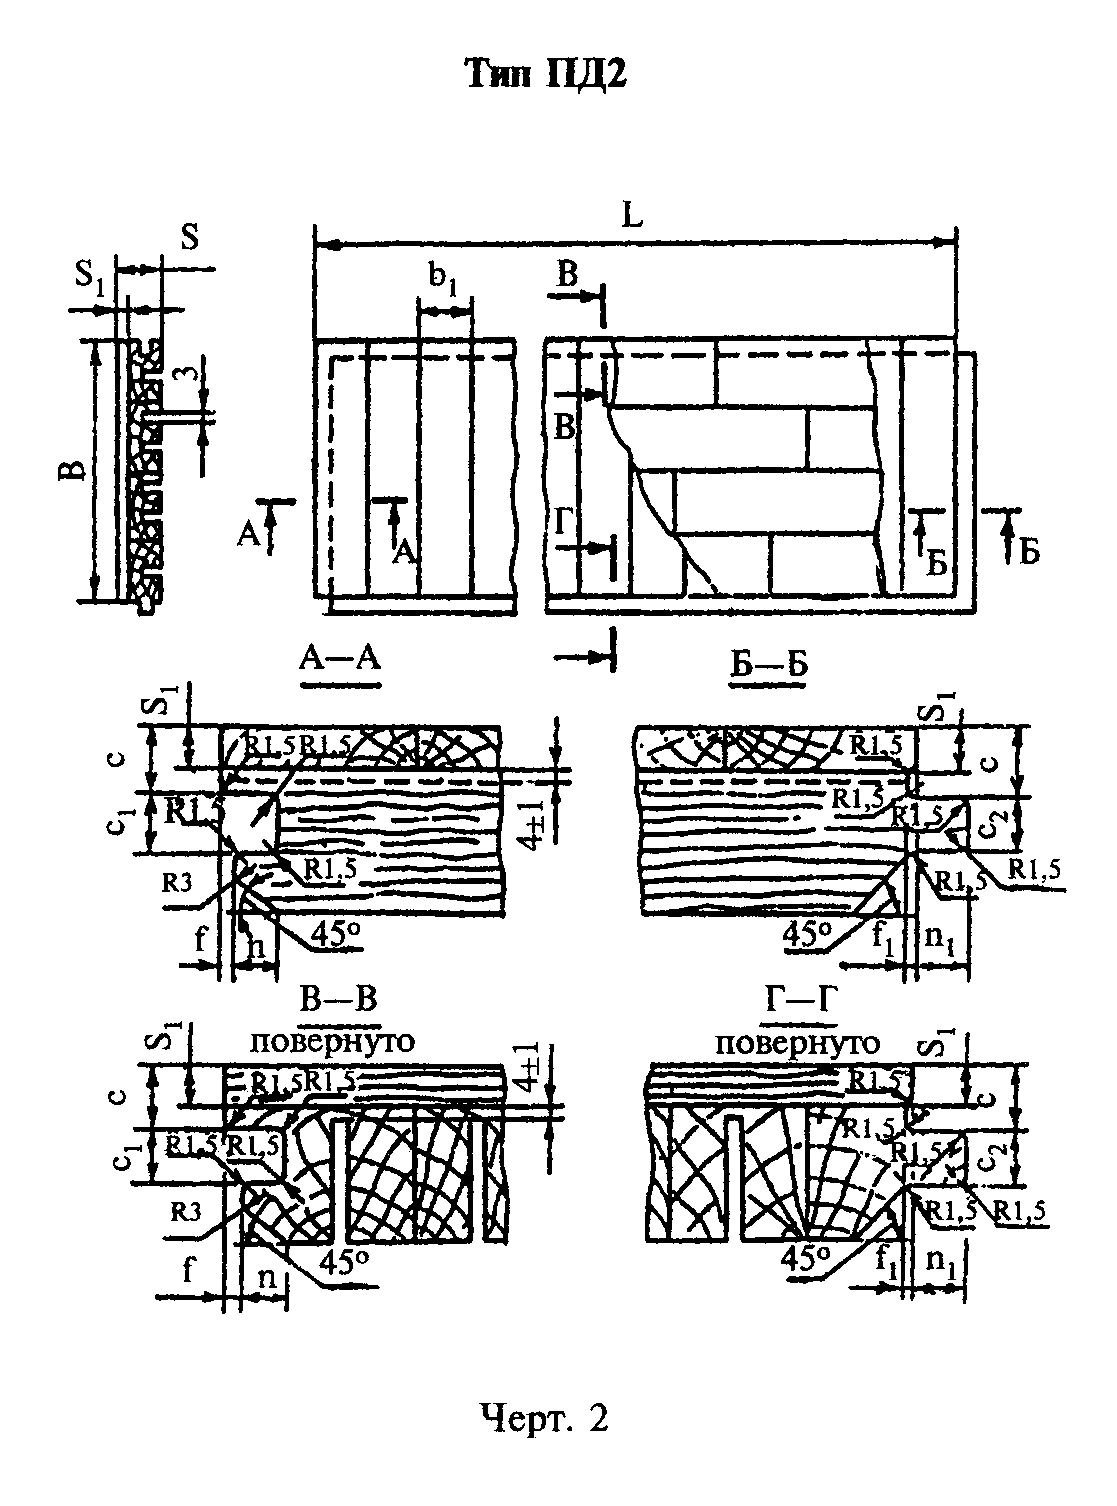 Тип ПД2
L
S
S1
b1
В
3
В
В
А
А
Г
Б
Б
А—А
Б—Б
S1
c
c1
R1,5 R1,5
R1,5
R1,5
R3
4±1
45°
f
n
S1
c
c2
R1,5
R1,5
R1,5
R1,5
R1,5
45°
f1
n1
В—В
повернуто
Г—Г
повернуто
S1
c
c1
R1,5 R1,5
R1,5 R1,5
R3
4±1
45°
f
n
S1
c
c2
R1,5
R1,5
R1,5
R1,5 R1,5
45°
f1
n1
Черт. 2